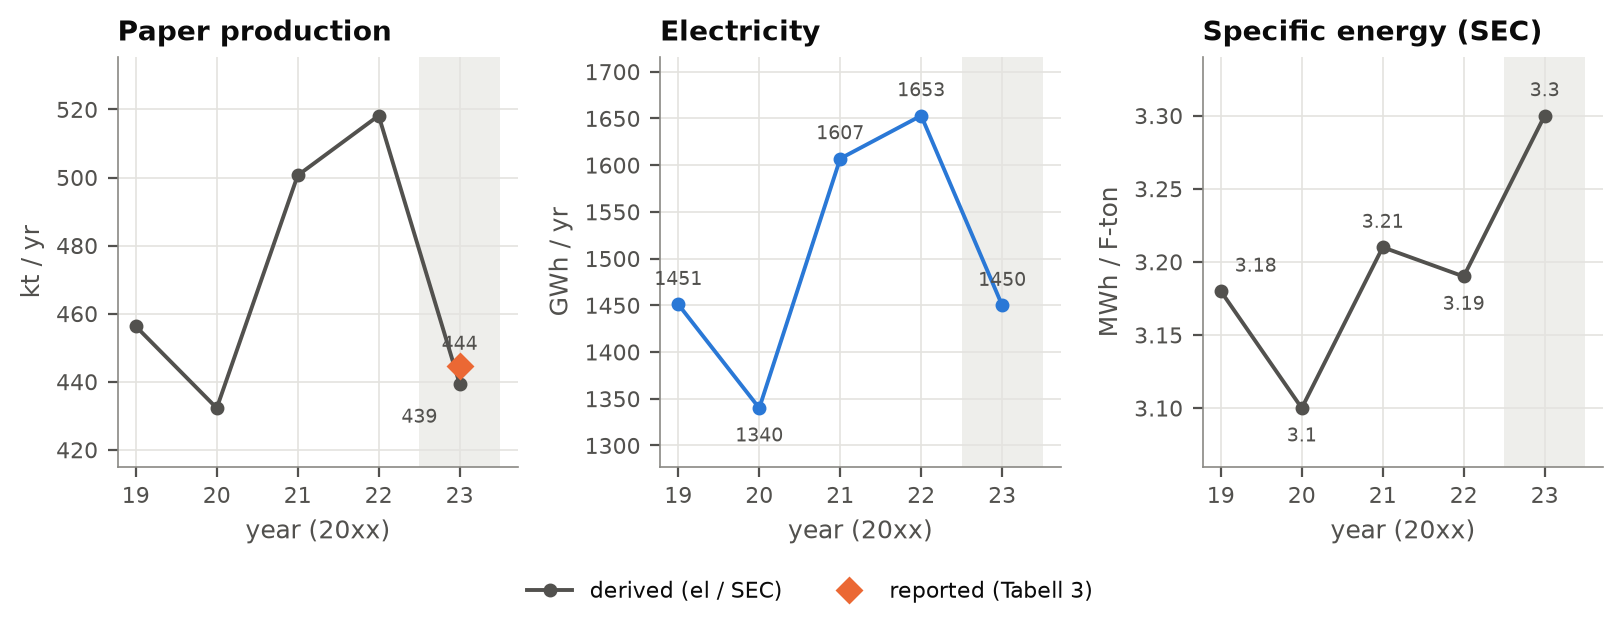 Paper production
kt / yr
520
500
480
460
440
420
444
439
19 20 21 22 23
year (20xx)
Electricity
GWh / yr
1700
1650
1600
1550
1500
1450
1400
1350
1300
1451
1340
1607
1653
1450
19 20 21 22 23
year (20xx)
Specific energy (SEC)
MWh / F-ton
3.30
3.25
3.20
3.15
3.10
3.18
3.1
3.21
3.19
3.3
19 20 21 22 23
year (20xx)
derived (el / SEC)
reported (Tabell 3)